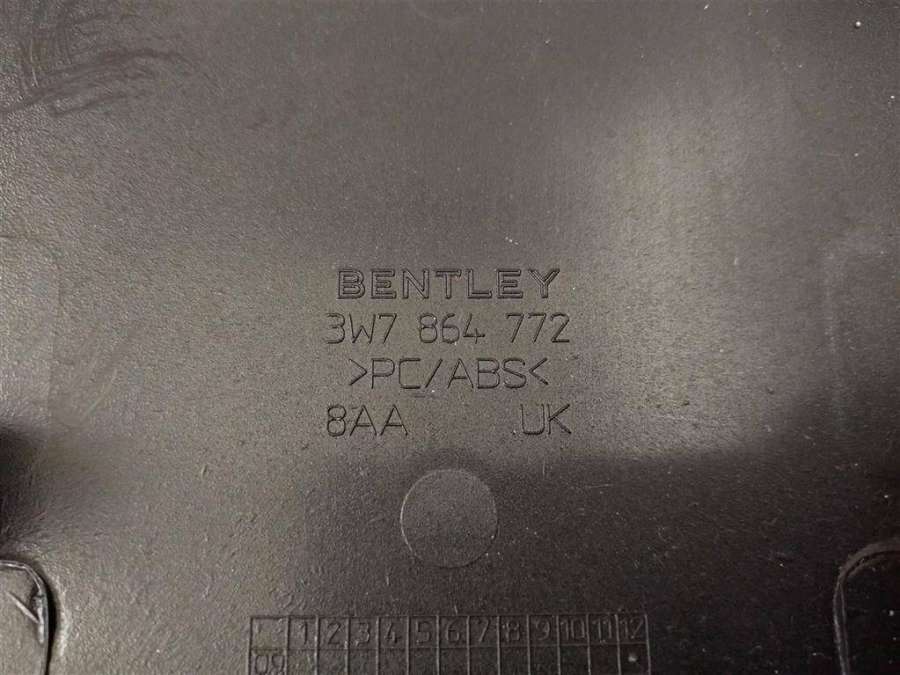 BENTLEY
3W7 864 772
>PC/ABS<
8AA UK
1 2 3 4 5 6 7 8 9 10 11 12
09